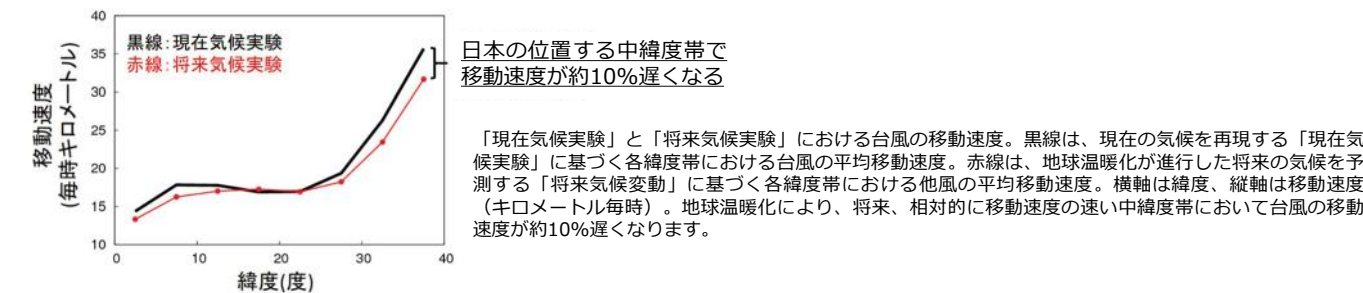 40
35
30
25
20
15
10
0
10
20
30
40
移動速度
(毎時キロメートル)
緯度(度)
黒線:現在気候実験
赤線:将来気候実験
日本の位置する中緯度帯で
移動速度が約10%遅くなる
「現在気候実験」と「将来気候実験」における台風の移動速度。黒線は、現在の気候を再現する「現在気
候実験」に基づく各緯度帯における台風の平均移動速度。赤線は、地球温暖化が進行した将来の気候を予
測する「将来気候変動」に基づく各緯度帯における他風の平均移動速度。横軸は緯度、縦軸は移動速度
（キロメートル毎時）。地球温暖化により、将来、相対的に移動速度の速い中緯度帯において台風の移動
速度が約10%遅くなります。